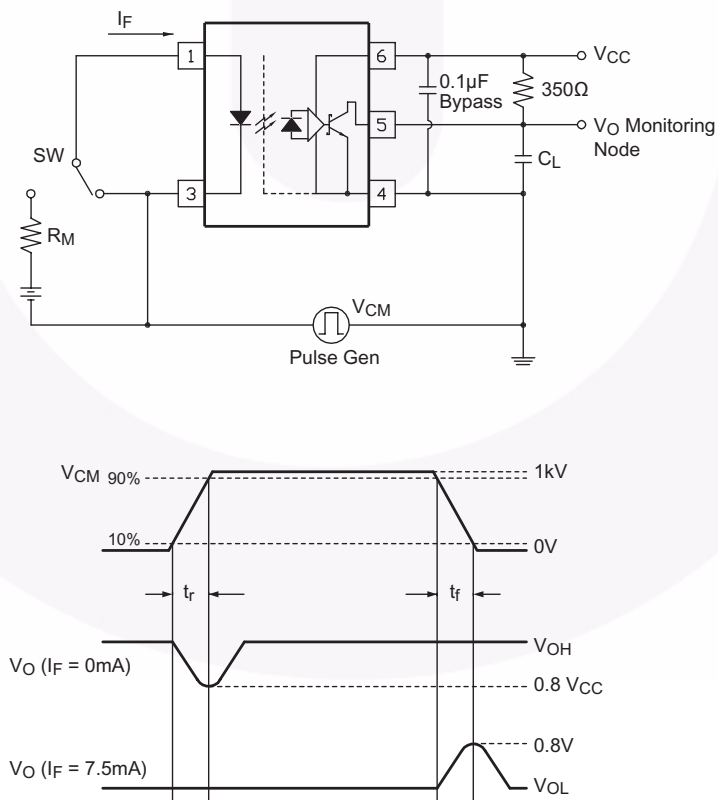 IF
1
6
VCC
0.1µF
Bypass
350Ω
5
VO Monitoring
Node
SW
CL
3
4
RM
VCM
Pulse Gen
VCM 90%
1kV
10%
0V
tr
tf
VO (IF = 0mA)
VOH
0.8 VCC
0.8V
VO (IF = 7.5mA)
VOL